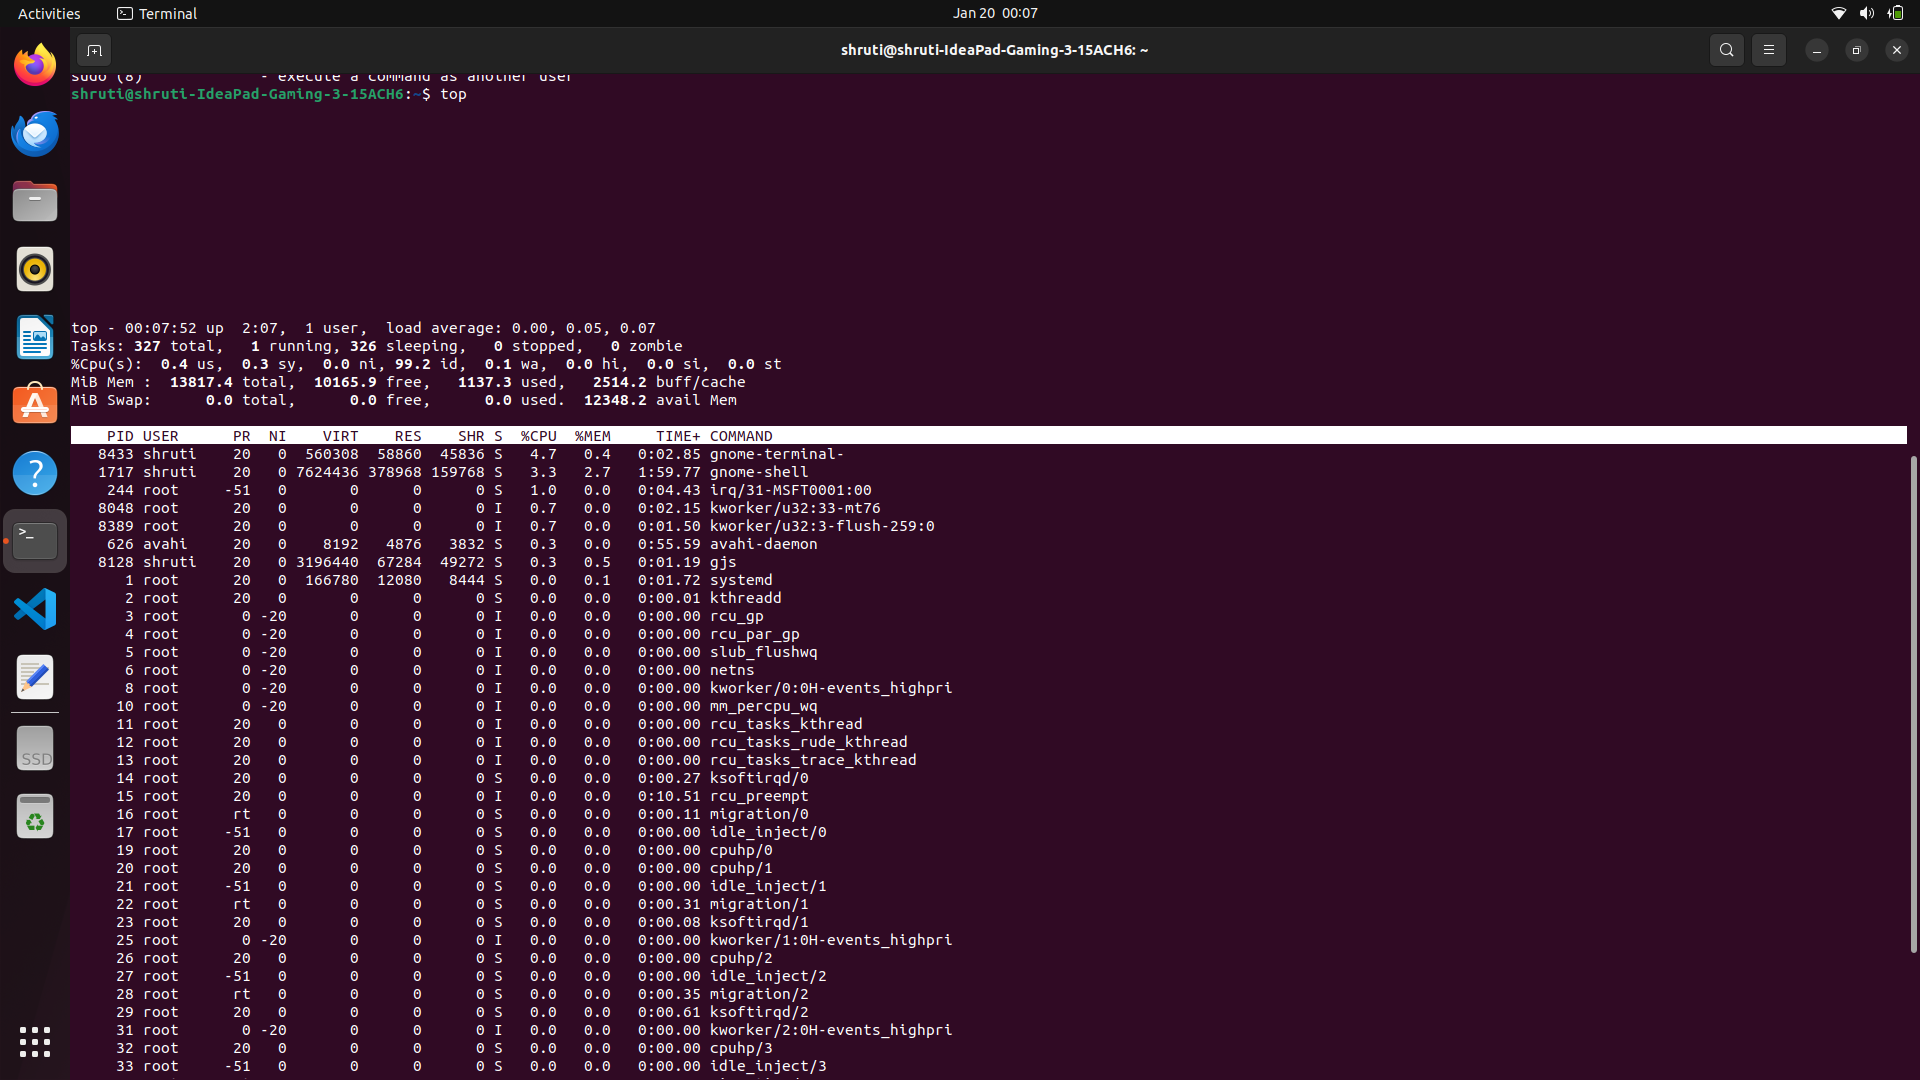 Activities Terminal Jan 20 00:07
shruti@shruti-IdeaPad-Gaming-3-15ACH6: ~
sudo (8)             - execute a command as another user
shruti@shruti-IdeaPad-Gaming-3-15ACH6:~$ top
top - 00:07:52 up  2:07,  1 user,  load average: 0.00, 0.05, 0.07
Tasks: 327 total,   1 running, 326 sleeping,   0 stopped,   0 zombie
%Cpu(s):  0.4 us,  0.3 sy,  0.0 ni, 99.2 id,  0.1 wa,  0.0 hi,  0.0 si,  0.0 st
MiB Mem :  13817.4 total,  10165.9 free,   1137.3 used,   2514.2 buff/cache
MiB Swap:      0.0 total,      0.0 free,      0.0 used.  12348.2 avail Mem
PID USER      PR  NI    VIRT    RES    SHR S  %CPU  %MEM     TIME+ COMMAND
8433 shruti    20   0  560308  58860  45836 S   4.7   0.4   0:02.85 gnome-terminal-
1717 shruti    20   0 7624436 378968 159768 S   3.3   2.7   1:59.77 gnome-shell
244 root     -51   0       0      0      0 S   1.0   0.0   0:04.43 irq/31-MSFT0001:00
8048 root      20   0       0      0      0 I   0.7   0.0   0:02.15 kworker/u32:33-mt76
8389 root      20   0       0      0      0 I   0.7   0.0   0:01.50 kworker/u32:3-flush-259:0
626 avahi     20   0    8192   4876   3832 S   0.3   0.0   0:55.59 avahi-daemon
8128 shruti    20   0 3196440  67284  49272 S   0.3   0.5   0:01.19 gjs
1 root      20   0  166780  12080   8444 S   0.0   0.1   0:01.72 systemd
2 root      20   0       0      0      0 S   0.0   0.0   0:00.01 kthreadd
3 root       0 -20       0      0      0 I   0.0   0.0   0:00.00 rcu_gp
4 root       0 -20       0      0      0 I   0.0   0.0   0:00.00 rcu_par_gp
5 root       0 -20       0      0      0 I   0.0   0.0   0:00.00 slub_flushwq
6 root       0 -20       0      0      0 I   0.0   0.0   0:00.00 netns
8 root       0 -20       0      0      0 I   0.0   0.0   0:00.00 kworker/0:0H-events_highpri
10 root       0 -20       0      0      0 I   0.0   0.0   0:00.00 mm_percpu_wq
11 root      20   0       0      0      0 I   0.0   0.0   0:00.00 rcu_tasks_kthread
12 root      20   0       0      0      0 I   0.0   0.0   0:00.00 rcu_tasks_rude_kthread
13 root      20   0       0      0      0 I   0.0   0.0   0:00.00 rcu_tasks_trace_kthread
14 root      20   0       0      0      0 S   0.0   0.0   0:00.27 ksoftirqd/0
15 root      20   0       0      0      0 I   0.0   0.0   0:10.51 rcu_preempt
16 root      rt   0       0      0      0 S   0.0   0.0   0:00.11 migration/0
17 root     -51   0       0      0      0 S   0.0   0.0   0:00.00 idle_inject/0
19 root      20   0       0      0      0 S   0.0   0.0   0:00.00 cpuhp/0
20 root      20   0       0      0      0 S   0.0   0.0   0:00.00 cpuhp/1
21 root     -51   0       0      0      0 S   0.0   0.0   0:00.00 idle_inject/1
22 root      rt   0       0      0      0 S   0.0   0.0   0:00.31 migration/1
23 root      20   0       0      0      0 S   0.0   0.0   0:00.08 ksoftirqd/1
25 root       0 -20       0      0      0 I   0.0   0.0   0:00.00 kworker/1:0H-events_highpri
26 root      20   0       0      0      0 S   0.0   0.0   0:00.00 cpuhp/2
27 root     -51   0       0      0      0 S   0.0   0.0   0:00.00 idle_inject/2
28 root      rt   0       0      0      0 S   0.0   0.0   0:00.35 migration/2
29 root      20   0       0      0      0 S   0.0   0.0   0:00.61 ksoftirqd/2
31 root       0 -20       0      0      0 I   0.0   0.0   0:00.00 kworker/2:0H-events_highpri
32 root      20   0       0      0      0 S   0.0   0.0   0:00.00 cpuhp/3
33 root     -51   0       0      0      0 S   0.0   0.0   0:00.00 idle_inject/3
SSD